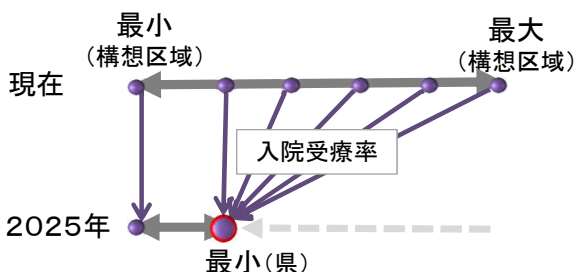 最小
(構想区域)
最大
(構想区域)
現在
入院受療率
2025年
最小(県)